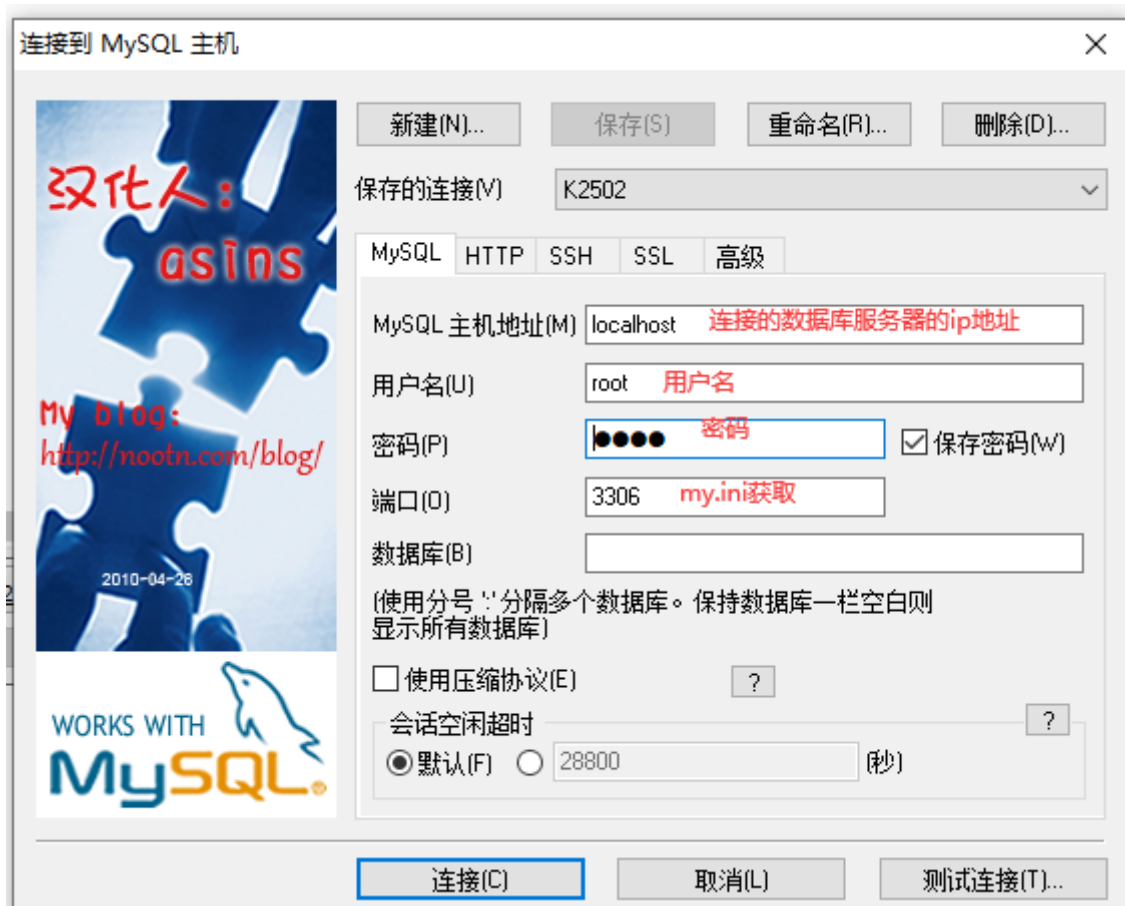 连接到 MySQL 主机
汉化人：
asins
My blog:
http://nootn.com/blog/
2010-04-26
WORKS WITH
MySQL
新建(N)...
保存(S)
重命名(R)...
删除(D)...
保存的连接(V)
K2502
MySQL
HTTP
SSH
SSL
高级
MySQL 主机地址(M)
localhost
连接的数据库服务器的ip地址
用户名(U)
root
用户名
密码(P)
●●●●
密码
保存密码(W)
端口(O)
3306
my.ini获取
数据库(B)
(使用分号 ';' 分隔多个数据库。保持数据库一栏空白则
显示所有数据库)
使用压缩协议(E)
?
会话空闲超时
?
默认(F)
28800
(秒)
连接(C)
取消(L)
测试连接(T)...